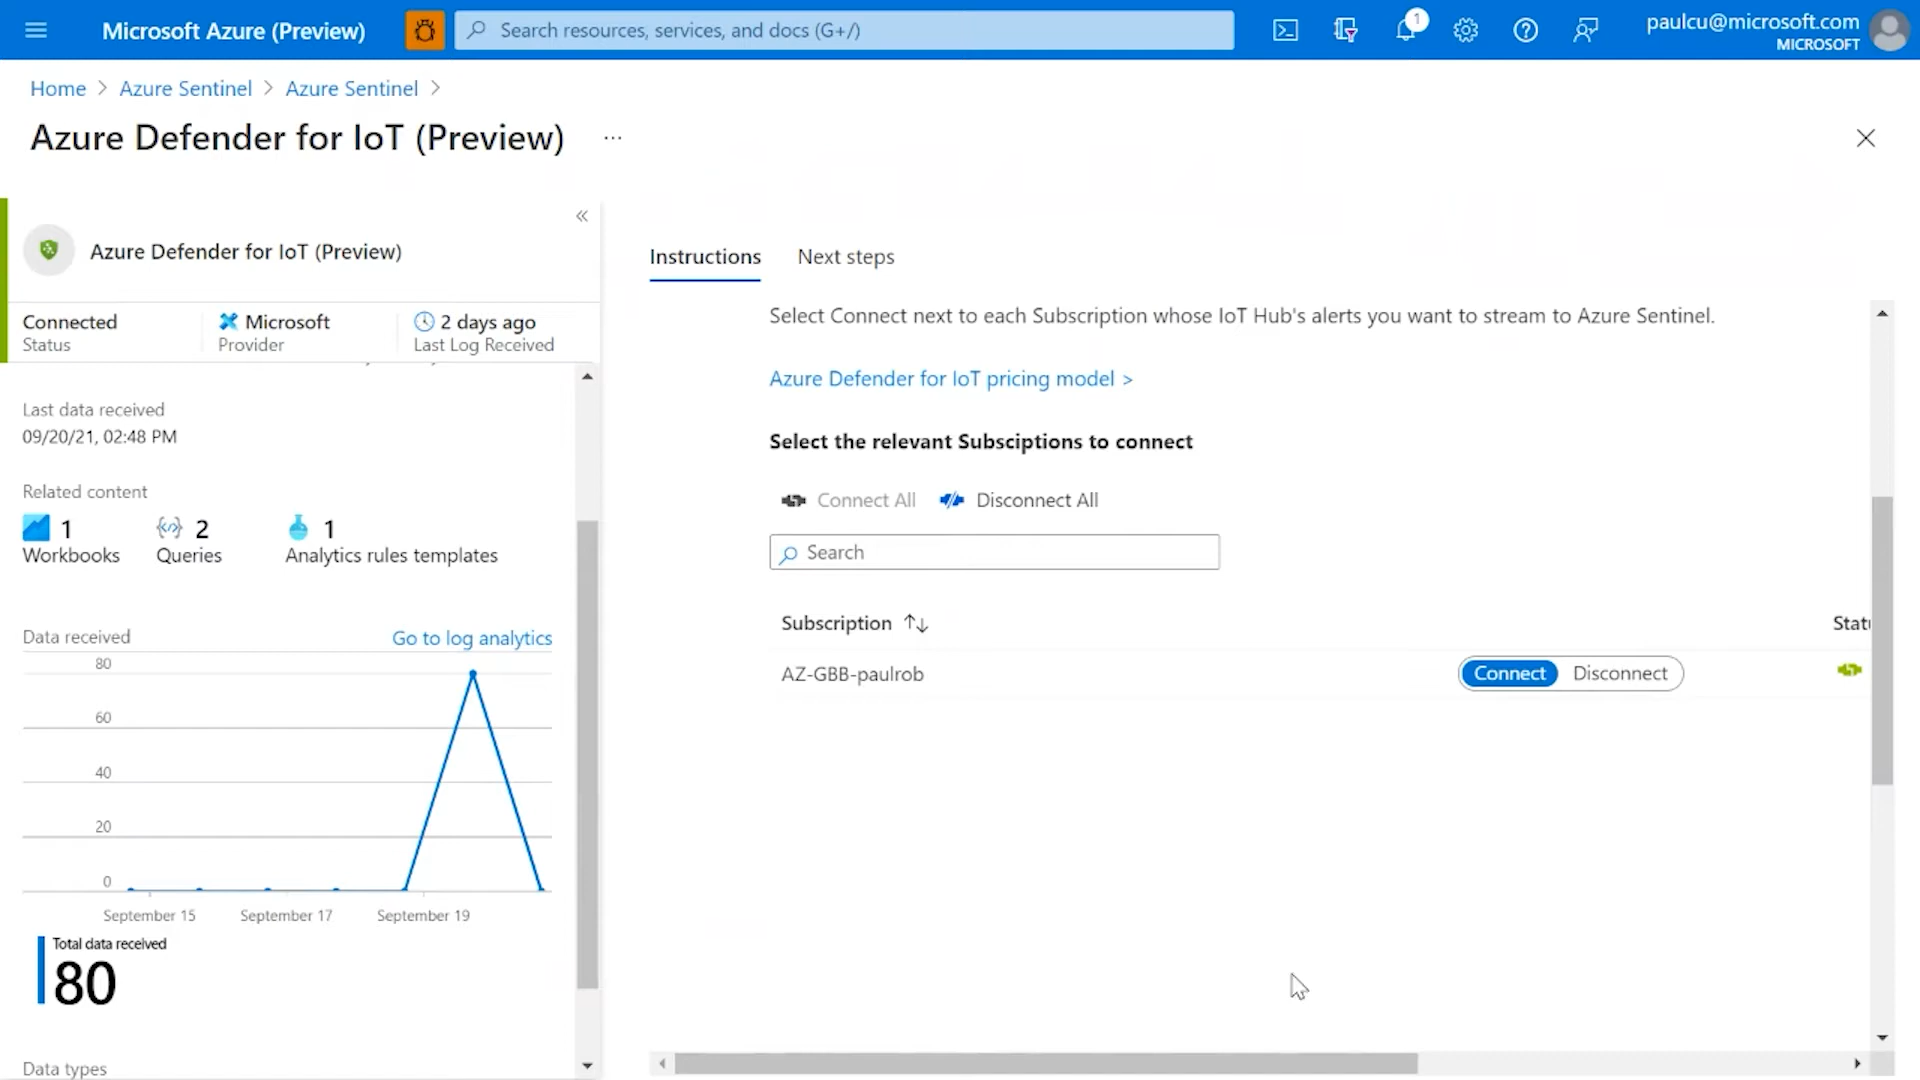 Microsoft Azure (Preview)
Search resources, services, and docs (G+/)
1
paulcu@microsoft.com
MICROSOFT
Home > Azure Sentinel > Azure Sentinel >
Azure Defender for IoT (Preview) ...
«
Azure Defender for IoT (Preview)
Connected
Status
Microsoft
Provider
2 days ago
Last Log Received
Last data received
09/20/21, 02:48 PM
Related content
1
Workbooks
2
Queries
1
Analytics rules templates
Data received
Go to log analytics
80
60
40
20
0
September 15
September 17
September 19
Total data received
80
Data types
Instructions
Next steps
Select Connect next to each Subscription whose IoT Hub's alerts you want to stream to Azure Sentinel.
Azure Defender for IoT pricing model >
Select the relevant Subsciptions to connect
Connect All
Disconnect All
Search
Subscription ↑↓
Statu
AZ-GBB-paulrob
Connect
Disconnect